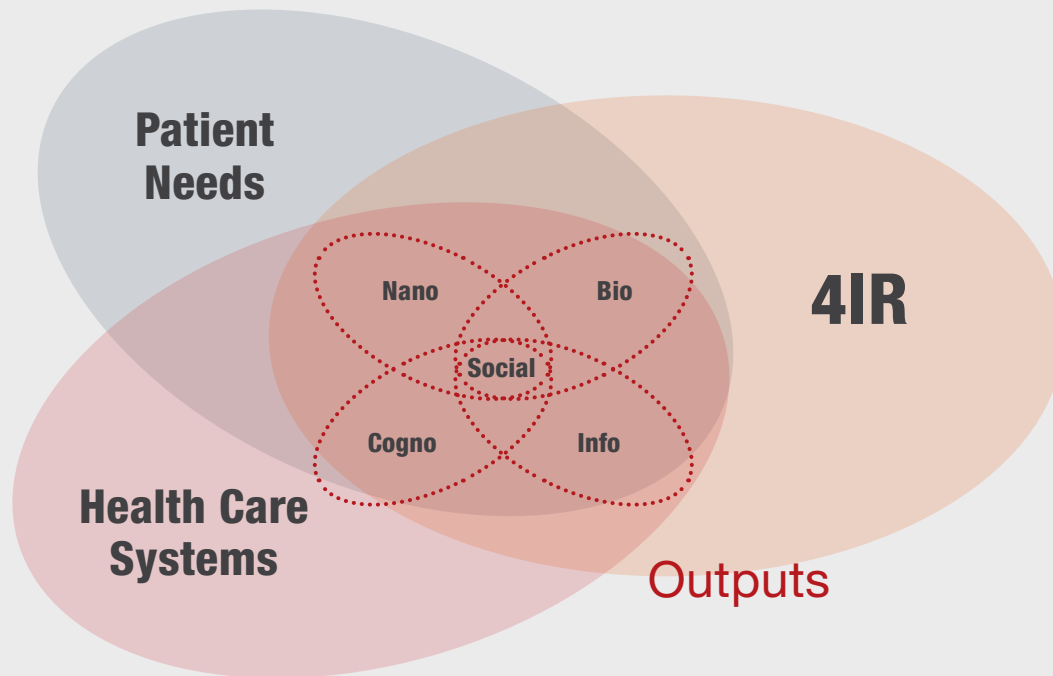 Patient
Needs
4IR
Nano
Bio
Social
Cogno
Info
Health Care
Systems
Outputs